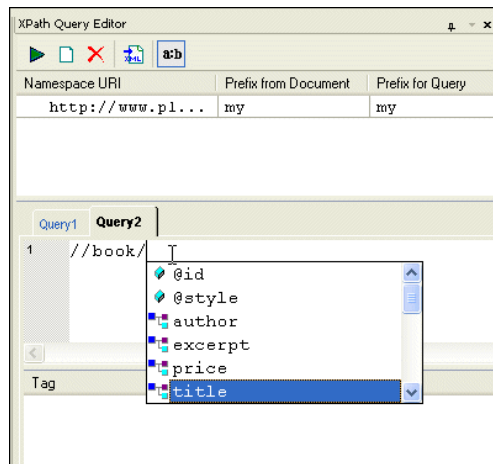 XPath Query Editor
XML a:b
Namespace URI Prefix from Document Prefix for Query
http://www.pl... my my
Query1 Query2
1 //book/
@id
@style
author
excerpt
price
title
Tag